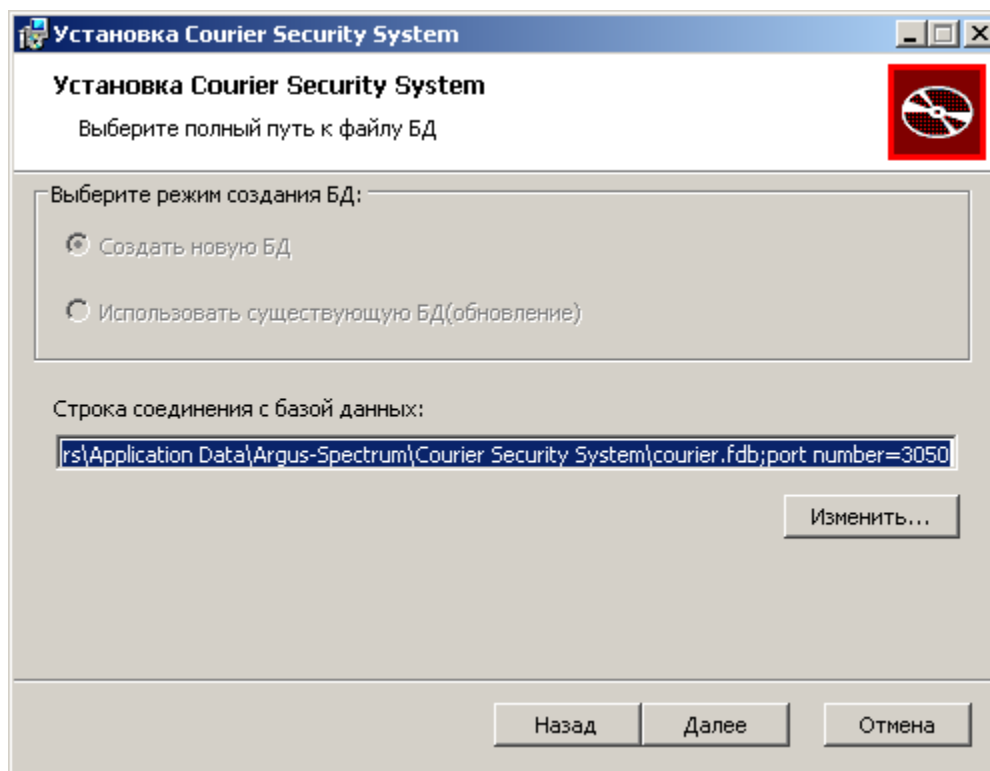 Установка Courier Security System
Установка Courier Security System
Выберите полный путь к файлу БД
Выберите режим создания БД:
Создать новую БД
Использовать существующую БД(обновление)
Строка соединения с базой данных:
rs\Application Data\Argus-Spectrum\Courier Security System\courier.fdb;port number=3050
Изменить...
Назад Далее Отмена